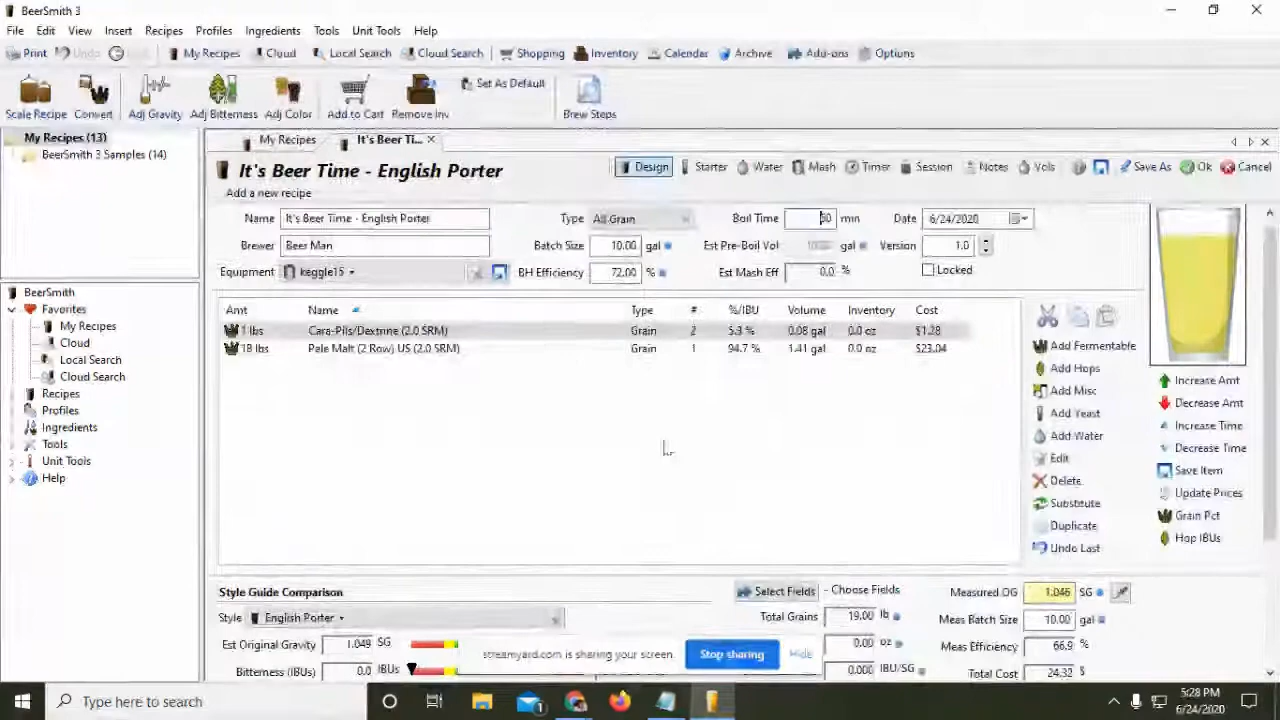 BeerSmith 3
File Edit View Insert Recipes Profiles Ingredients Tools Unit Tools Help
Print Undo My Recipes Cloud Local Search Cloud Search Shopping Inventory Calendar Archive Add-ons Options
Scale Recipe Convert Adj Gravity Adj Bitterness Adj Color Add to Cart Remove Inv Set As Default Brew Steps
My Recipes (13)
BeerSmith 3 Samples (14)
My Recipes It's Beer Ti...
It's Beer Time - English Porter
Design Starter Water Mash Timer Session Notes Vols Save As Ok Cancel
Add a new recipe
Name It's Beer Time - English Porter Type All Grain Boil Time min Date 6/24/2020
Brewer Beer Man Batch Size 10.00 gal Est Pre-Boil Vol gal Version 1.0
Equipment keggle15 BH Efficiency 72.00 % Est Mash Eff 0.0 % Locked
BeerSmith
Favorites
My Recipes
Cloud
Local Search
Cloud Search
Recipes
Profiles
Ingredients
Tools
Unit Tools
Help
Amt Name Type # %/IBU Volume Inventory Cost
1 lbs Cara-Pils/Dextrine (2.0 SRM) Grain 2 5.3 % 0.08 gal 0.0 oz $1.28
18 lbs Pale Malt (2 Row) US (2.0 SRM) Grain 1 94.7 % 1.41 gal 0.0 oz $23.04
Add Fermentable
Add Hops
Add Misc
Add Yeast
Add Water
Edit
Delete
Substitute
Duplicate
Undo Last
Increase Amt
Decrease Amt
Increase Time
Decrease Time
Save Item
Update Prices
Grain Pct
Hop IBUs
Style Guide Comparison Select Fields - Choose Fields Measured OG 1.046 SG
Style English Porter Total Grains 19.00 lb Meas Batch Size 10.00 gal
Est Original Gravity 1.049 SG 0.00 oz Meas Efficiency 66.9 %
Bitterness (IBUs) 0.0 IBUs 0.000 IBU/SG Total Cost 24.32 $
streamyard.com is sharing your screen. Stop sharing Hide
Type here to search
5:28 PM
6/24/2020